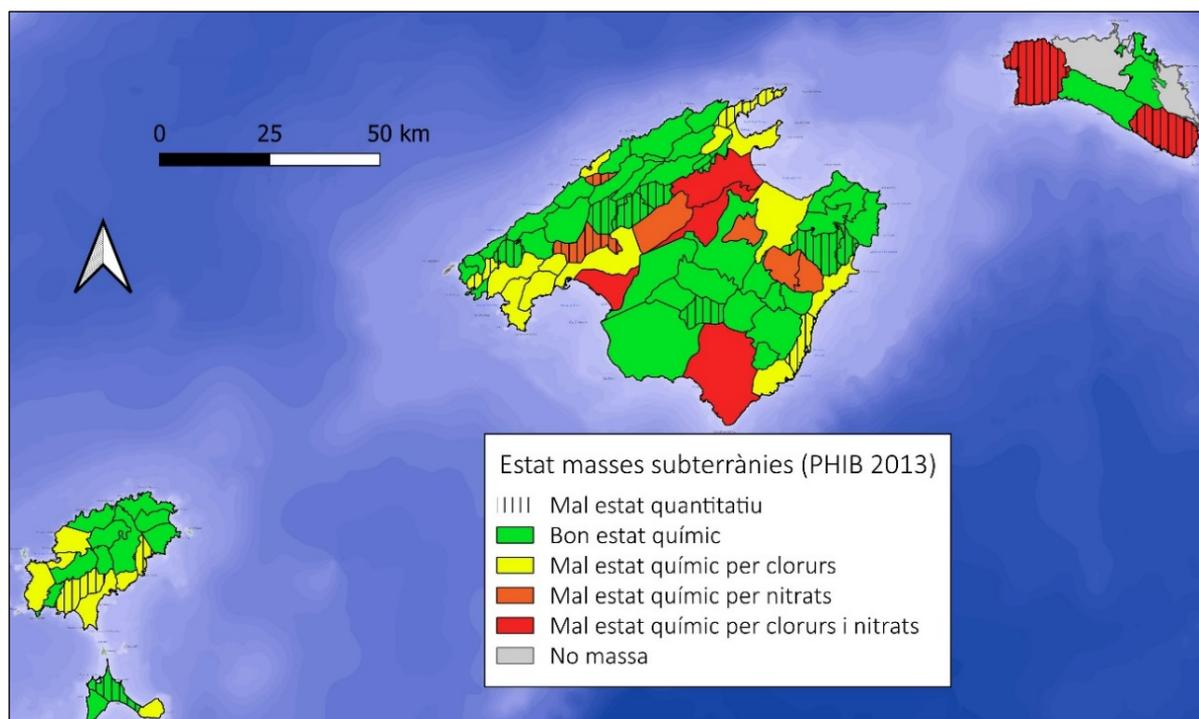 0 25 50 km
Estat masses subterrànies (PHIB 2013)
Mal estat quantitatiu
Bon estat químic
Mal estat químic per clorurs
Mal estat químic per nitrats
Mal estat químic per clorurs i nitrats
No massa